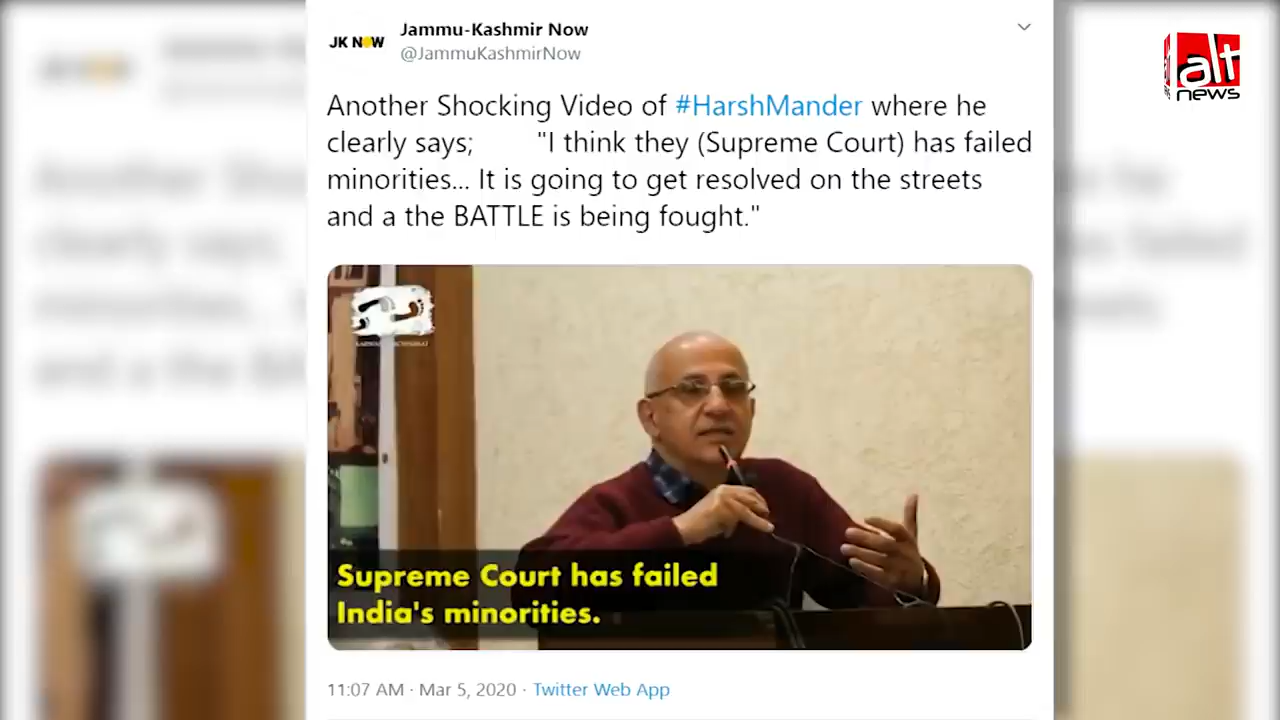 Jammu-Kashmir Now
JK NOW
@JammuKashmirNow
alt
news
Another Shocking Video of #HarshMander where he
clearly says; "I think they (Supreme Court) has failed
minorities... It is going to get resolved on the streets
and a the BATTLE is being fought."
Supreme Court has failed
India's minorities.
11:07 AM · Mar 5, 2020 · Twitter Web App